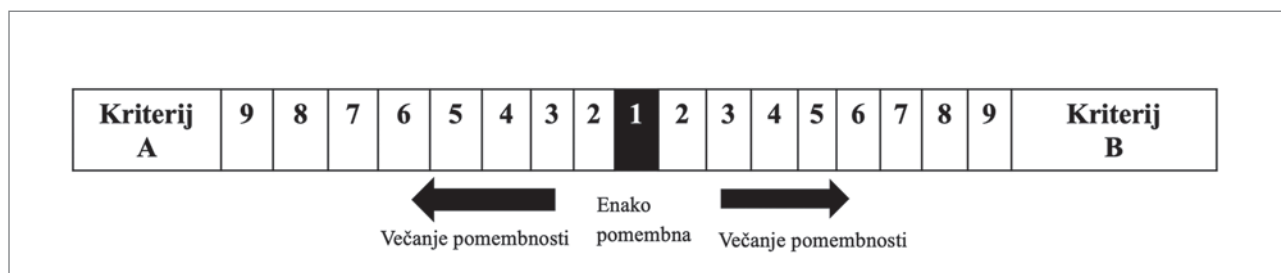 Kriterij A 9 8 7 6 5 4 3 2 1 2 3 4 5 6 7 8 9 Kriterij B
Večanje pomembnosti
Enako
pomembna
Večanje pomembnosti